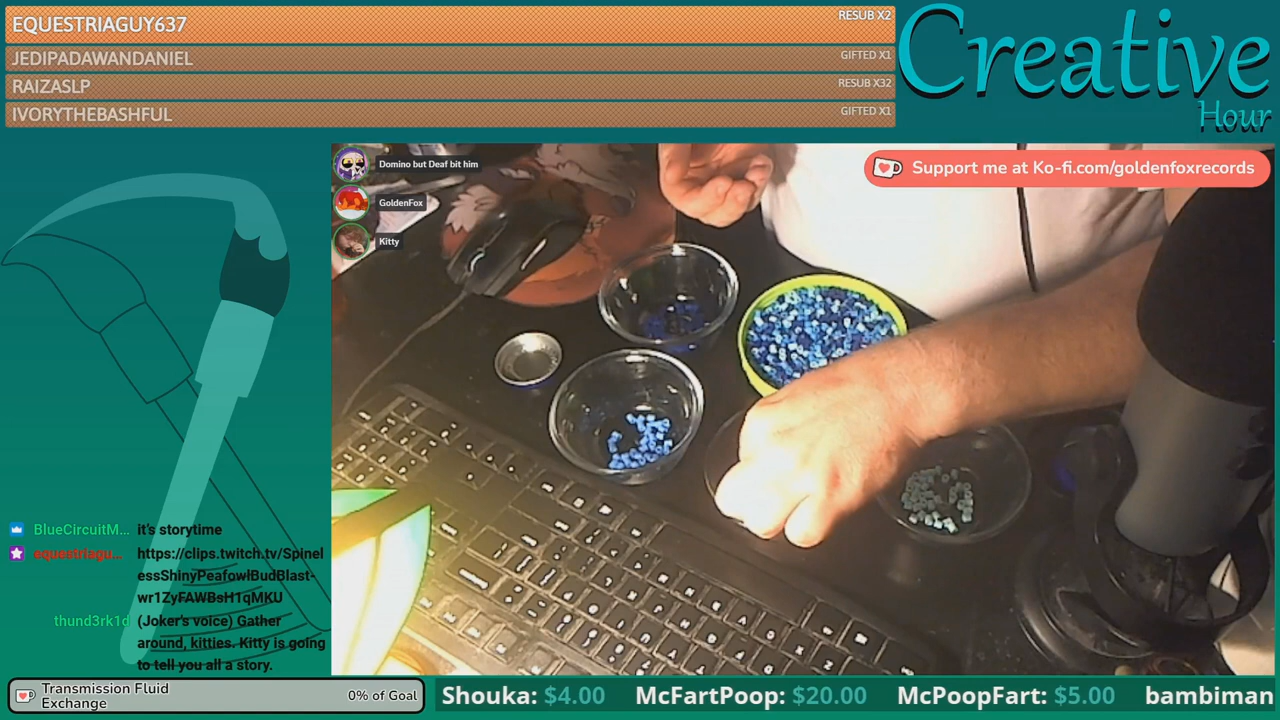 EQUESTRIAGUY637
RESUB X2
JEDIPADAWANDANIEL
GIFTED X1
RAIZASLP
RESUB X32
IVORYTHEBASHFUL
GIFTED X1
Creative
Hour
Domino but Deaf bit him
GoldenFox
Kitty
Support me at Ko-fi.com/goldenfoxrecords
BlueCircuitM... it's storytime
equestriagu... https://clips.twitch.tv/Spinel
essShinyPeafowlBudBlast-
wr1ZyFAWBsH1qMKU
thund3rk1d (Joker's voice) Gather
around, kitties. Kitty is going
to tell you all a story.
Transmission Fluid
Exchange
0% of Goal
Shouka: $4.00 McFartPoop: $20.00 McPoopFart: $5.00 bambiman